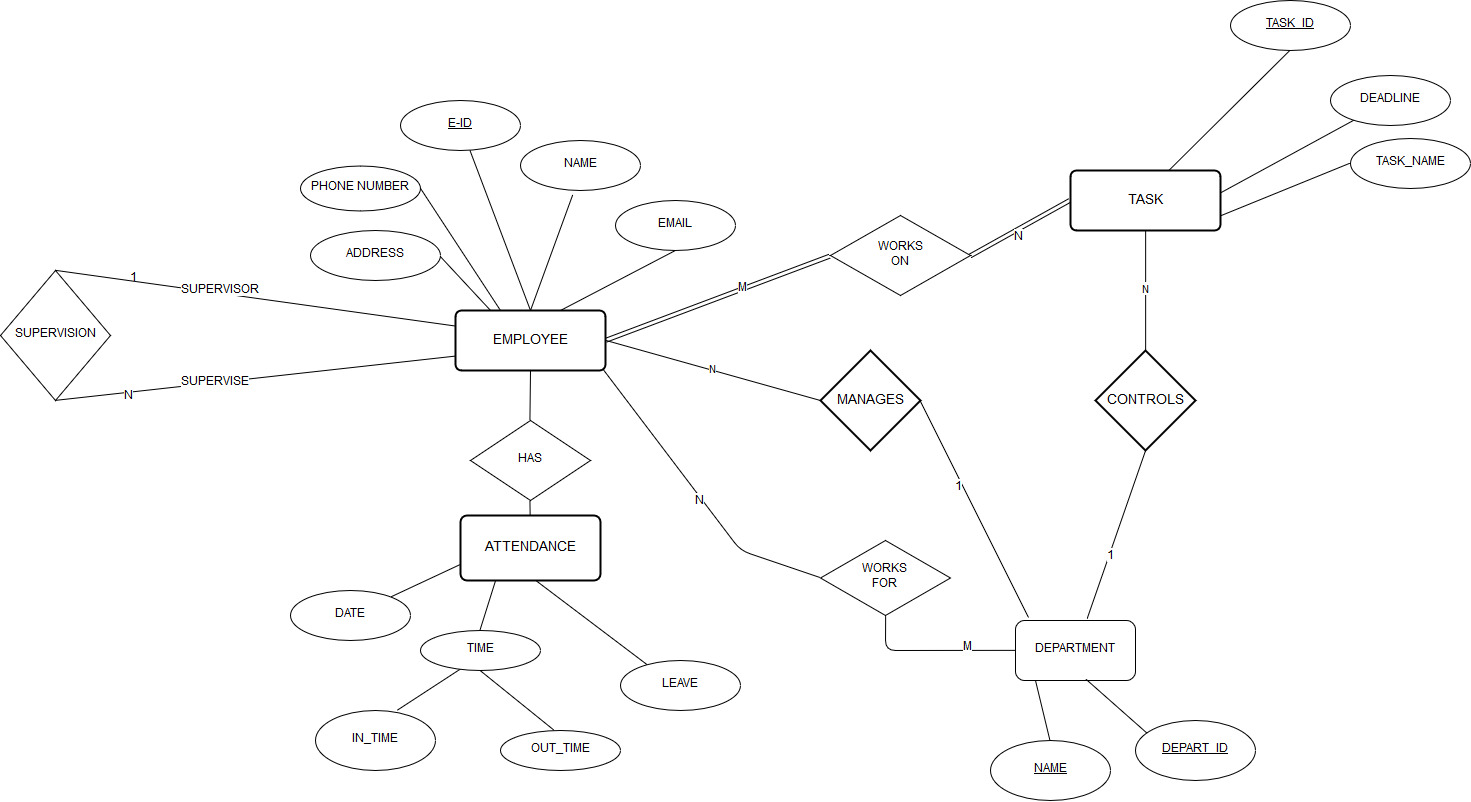 TASK_ID
DEADLINE
E-ID
TASK_NAME
NAME
PHONE NUMBER
TASK
EMAIL
N
WORKS
ON
ADDRESS
1
M
SUPERVISOR
N
SUPERVISION
EMPLOYEE
N
SUPERVISE
N
MANAGES
CONTROLS
HAS
1
N
ATTENDANCE
1
WORKS
FOR
DATE
TIME
M
DEPARTMENT
LEAVE
IN_TIME
OUT_TIME
DEPART_ID
NAME